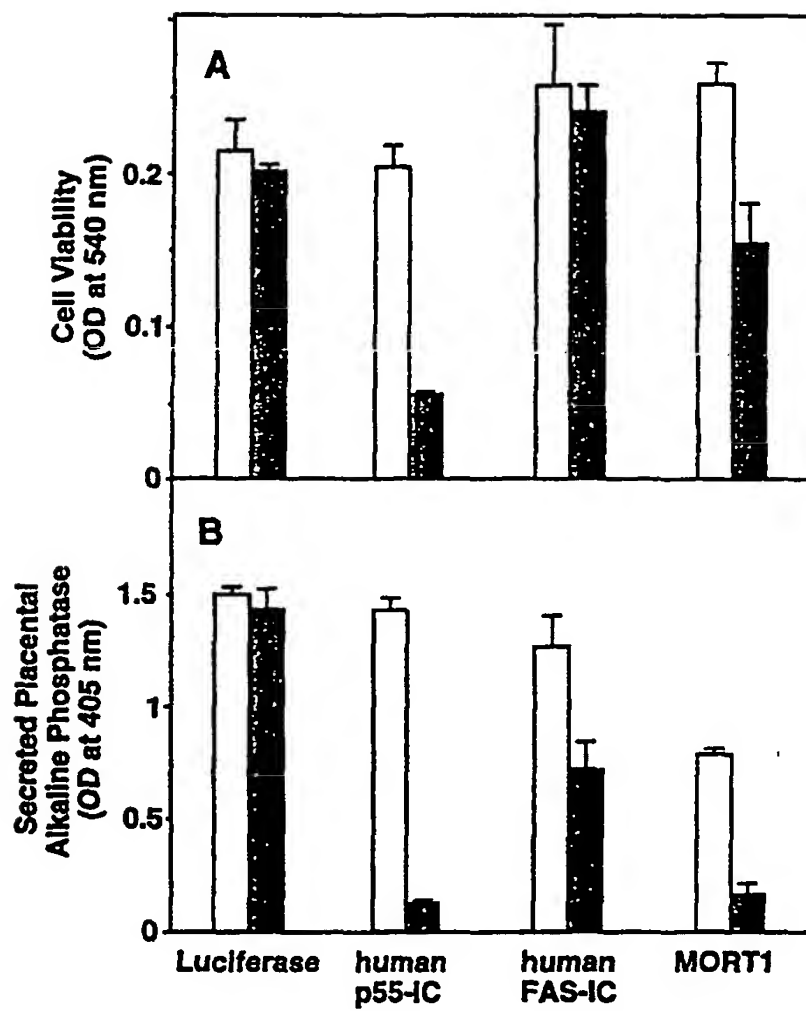 A
Cell Viability
(OD at 540 nm)
0.2
0.1
0
B
Secreted Placental
Alkaline Phosphatase
(OD at 405 nm)
1.5
1
0.5
0
Luciferase
human
p55-IC
human
FAS-IC
MORT1